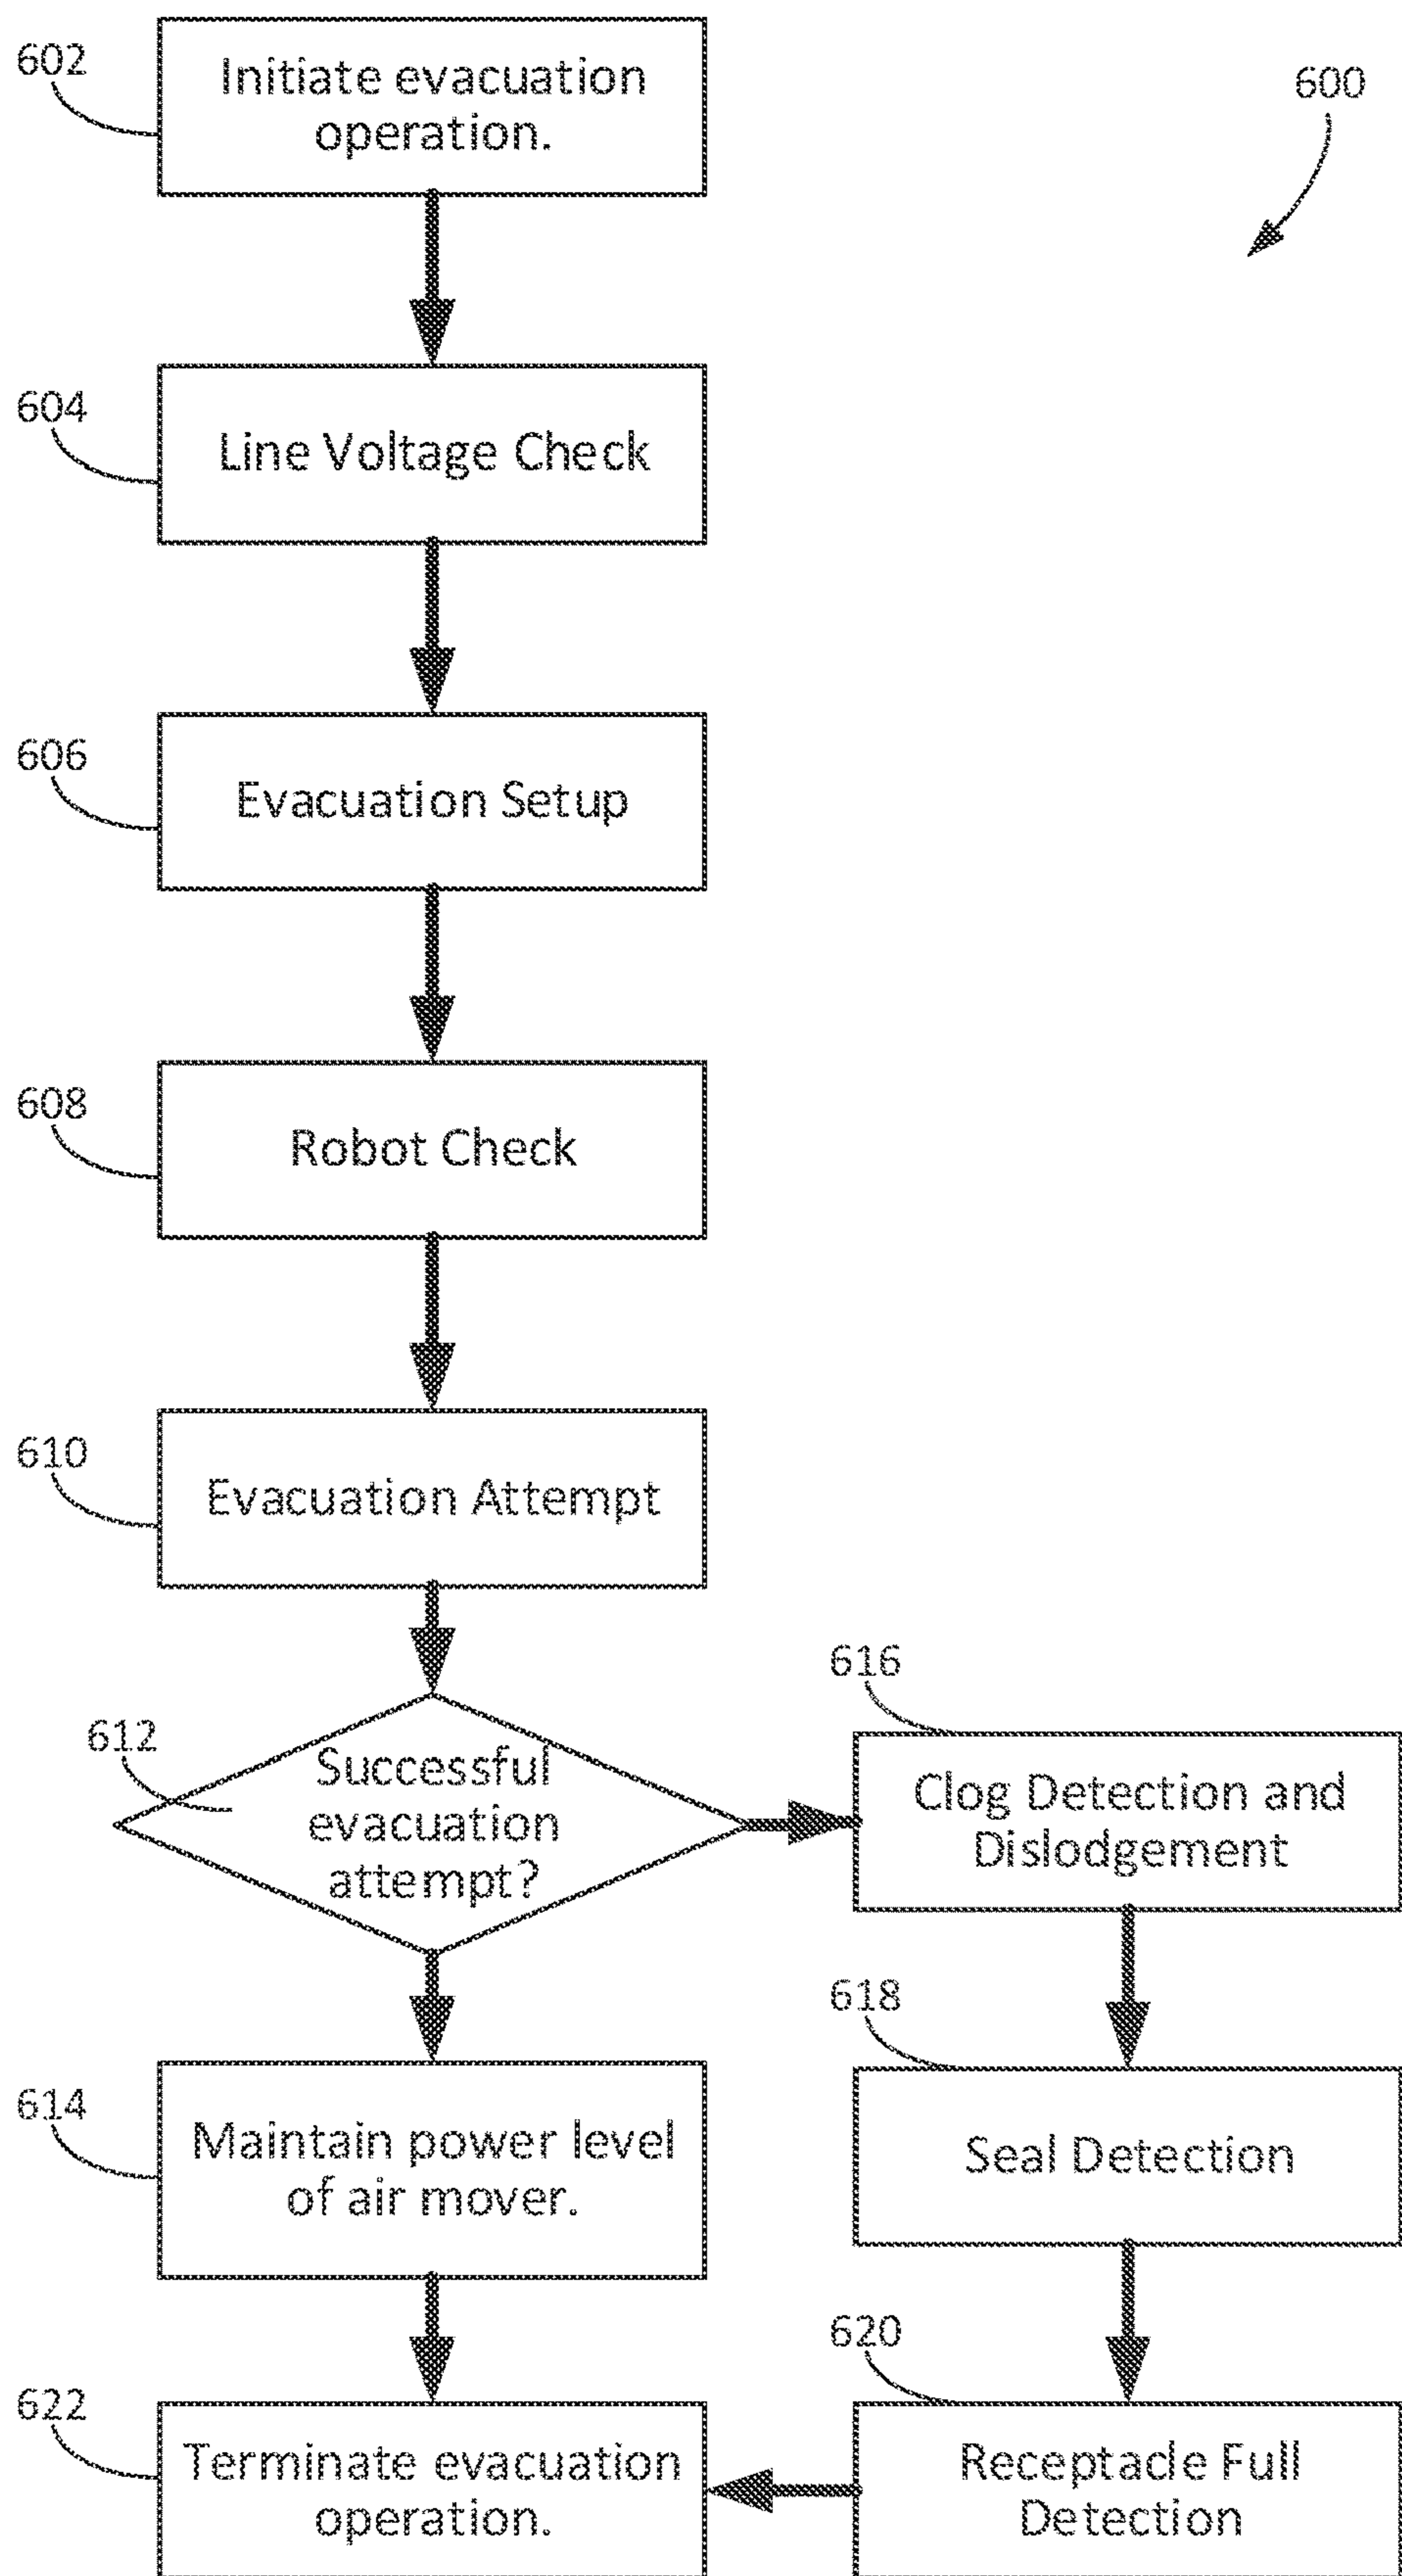 602
Initiate evacuation
operation.
600
604
Line Voltage Check
606
Evacuation Setup
608
Robot Check
610
Evacuation Attempt
612
Successful
evacuation
attempt?
616
Clog Detection and
Dislodgement
614
Maintain power level
of air mover.
618
Seal Detection
620
Receptacle Full
Detection
622
Terminate evacuation
operation.